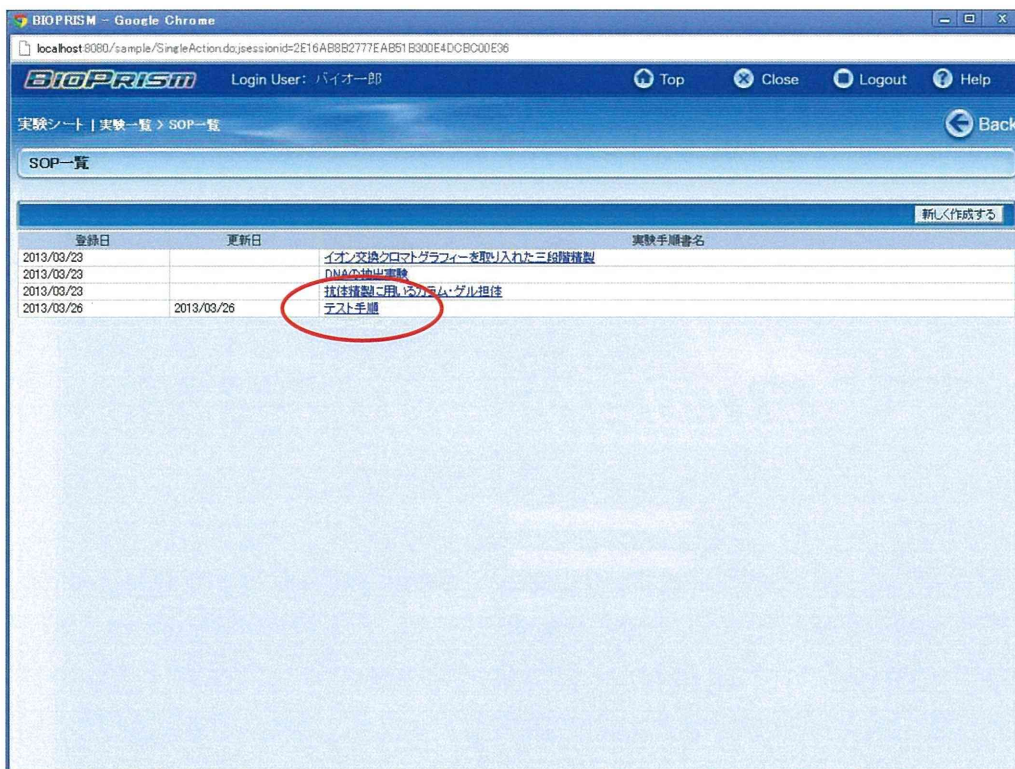 BIOPRISM - Google Chrome
localhost:8080/sample/SingleAction.do;jsessionid=2E16AB8B2777EAB51B300E4DCBC00E36
BIOPRISM Login User: バイオ一郎 Top Close Logout Help
実験シート | 実験一覧 > SOP一覧 Back
SOP一覧
新しく作成する
登録日 更新日 実験手順書名
2013/03/23 イオン交換クロマトグラフィーを取り入れた三段階精製
2013/03/23 DNAの抽出実験
2013/03/23 抗体精製に用いるカラム・ゲル担体
2013/03/26 2013/03/26 テスト手順